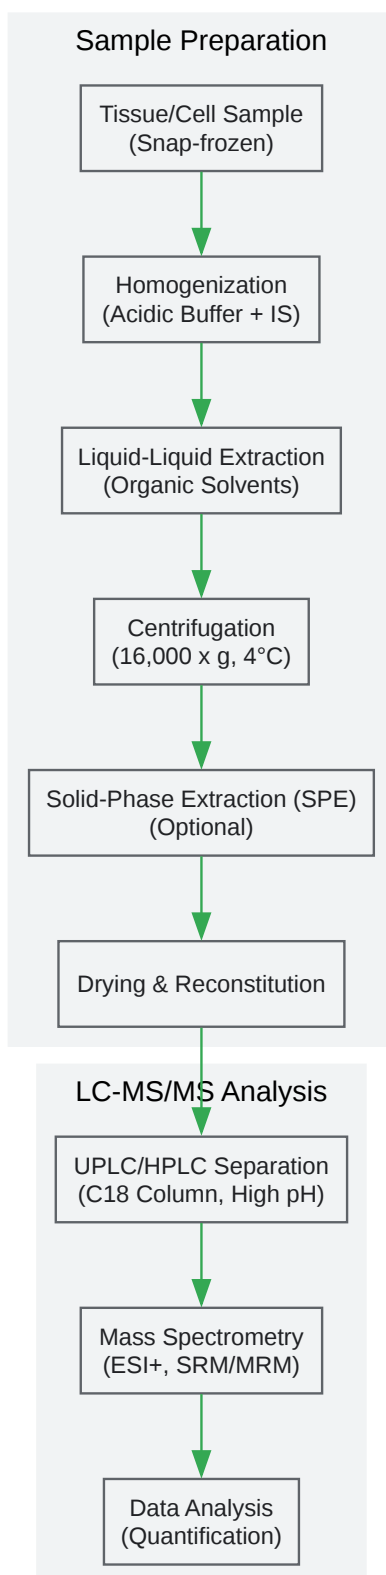 Sample Preparation
Tissue/Cell Sample
(Snap-frozen)
Homogenization
(Acidic Buffer + IS)
Liquid-Liquid Extraction
(Organic Solvents)
Centrifugation
(16,000 x g, 4°C)
Solid-Phase Extraction (SPE)
(Optional)
Drying & Reconstitution
LC-MS/MS Analysis
UPLC/HPLC Separation
(C18 Column, High pH)
Mass Spectrometry
(ESI+, SRM/MRM)
Data Analysis
(Quantification)